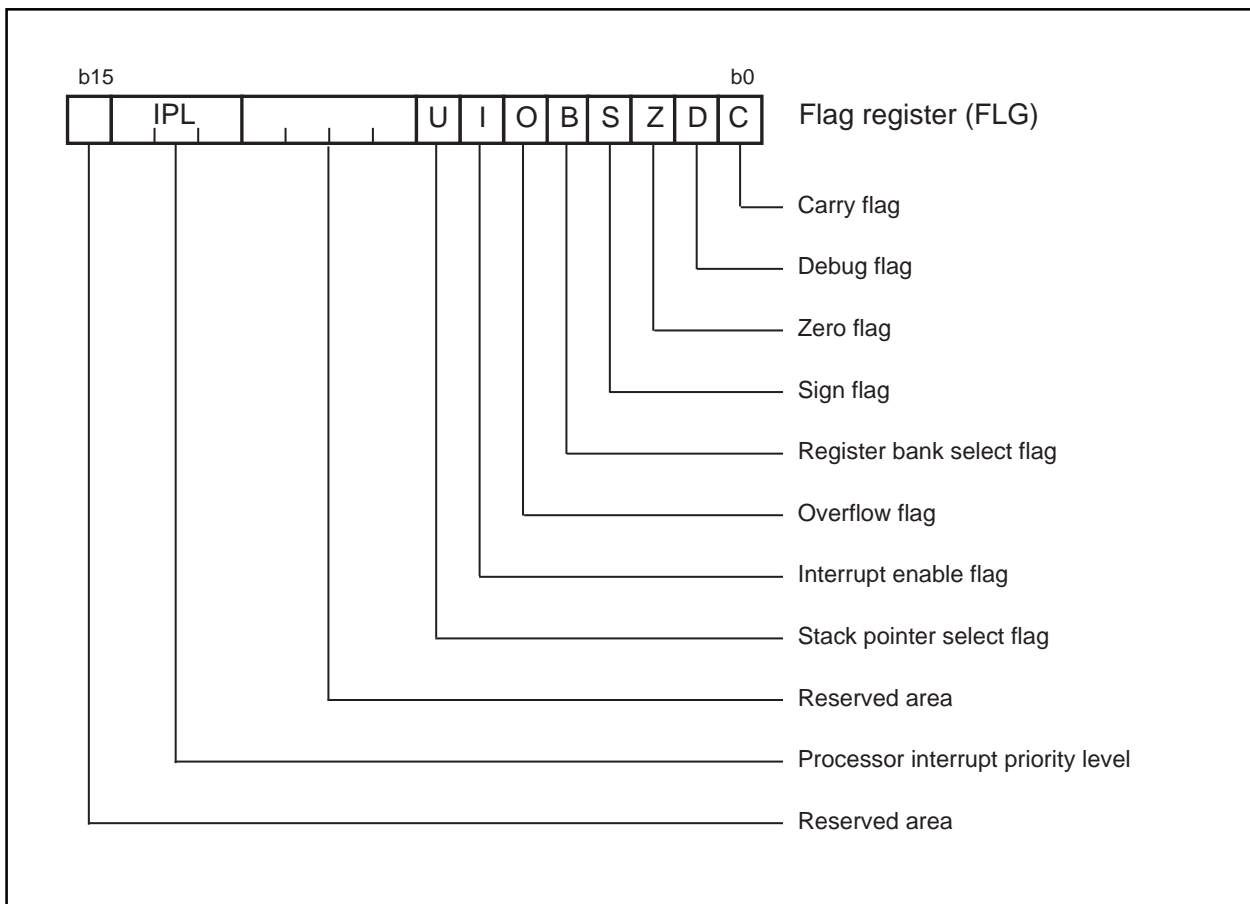 b15 b0
IPL U I O B S Z D C Flag register (FLG)
Carry flag
Debug flag
Zero flag
Sign flag
Register bank select flag
Overflow flag
Interrupt enable flag
Stack pointer select flag
Reserved area
Processor interrupt priority level
Reserved area